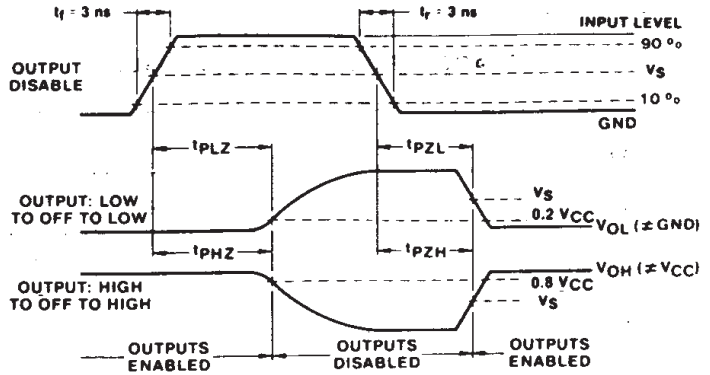 tf = 3 ns
tr = 3 ns
INPUT LEVEL
90 %
OUTPUT
DISABLE
VS
10 %
GND
tPLZ
tPZL
OUTPUT: LOW
TO OFF TO LOW
VS
0.2 VCC
VOL (≠ GND)
tPHZ
tPZH
OUTPUT: HIGH
TO OFF TO HIGH
VOH (≠ VCC)
0.8 VCC
VS
OUTPUTS
ENABLED
OUTPUTS
DISABLED
OUTPUTS
ENABLED